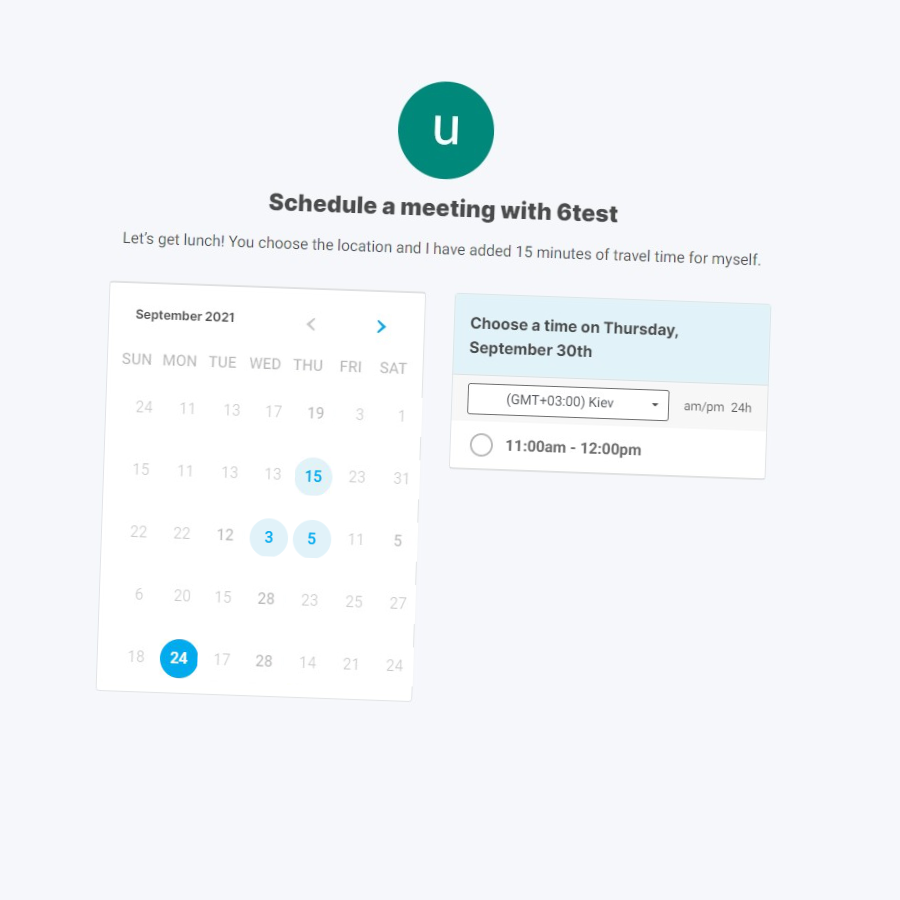 u
Schedule a meeting with 6test
Let's get lunch! You choose the location and I have added 15 minutes of travel time for myself.
September 2021
SUN MON TUE WED THU FRI SAT
24 11 13 17 19 3 1
15 11 13 13 15 23 31
22 22 12 3 5 11 5
6 20 15 28 23 25 27
18 24 17 28 14 21 24
Choose a time on Thursday,
September 30th
(GMT+03:00) Kiev am/pm 24h
11:00am - 12:00pm